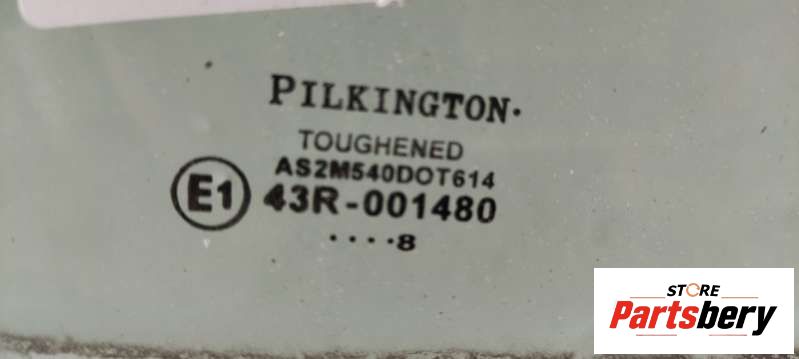 PILKINGTON·
TOUGHENED
AS2M540DOT614
E1 43R-001480
····8
STORE
Partsbery